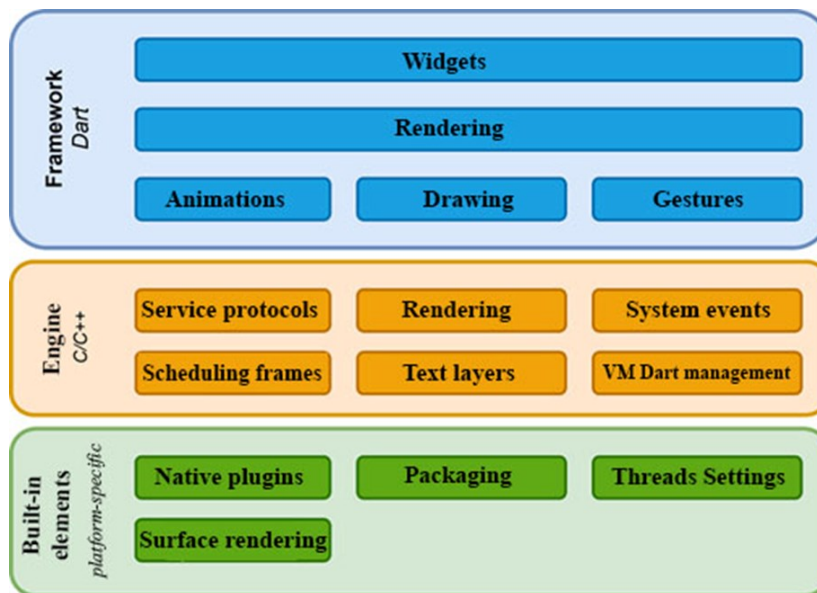 Framework
Dart
Widgets
Rendering
Animations
Drawing
Gestures
Engine
C/C++
Service protocols
Rendering
System events
Scheduling frames
Text layers
VM Dart management
Built-in
elements
platform-specific
Native plugins
Packaging
Threads Settings
Surface rendering